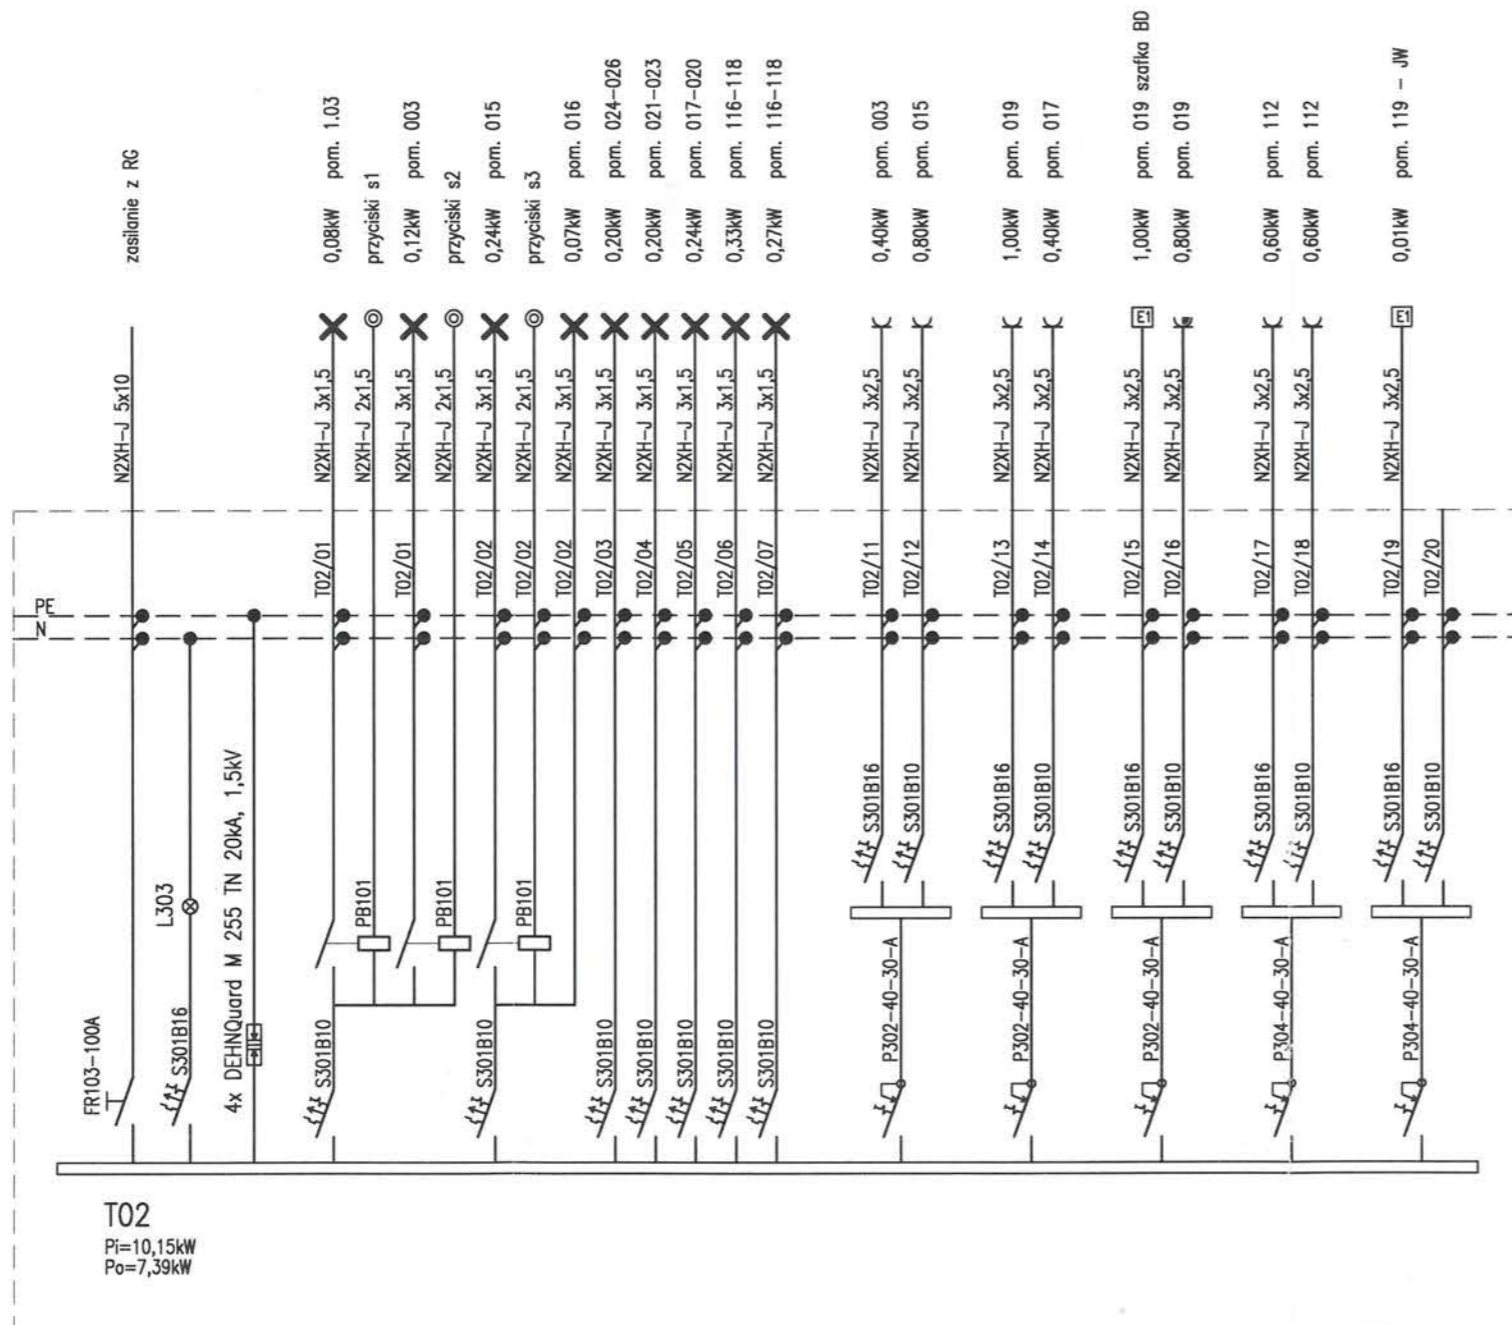 zasilanie z RG
0,08kW pom. 1.03
przyciski s1
0,12kW pom. 003
przyciski s2
0,24kW pom. 015
przyciski s3
0,07kW pom. 016
0,20kW pom. 024-026
0,20kW pom. 021-023
0,24kW pom. 017-020
0,33kW pom. 116-118
0,27kW pom. 116-118
0,40kW pom. 003
0,80kW pom. 015
1,00kW pom. 019
0,40kW pom. 017
1,00kW pom. 019 szafka BD
0,80kW pom. 019
0,60kW pom. 112
0,60kW pom. 112
0,01kW pom. 119 - JW
E1
E1
N2XH-J 5x10
N2XH-J 3x1,5
N2XH-J 2x1,5
N2XH-J 3x1,5
N2XH-J 2x1,5
N2XH-J 3x1,5
N2XH-J 2x1,5
N2XH-J 3x1,5
N2XH-J 3x1,5
N2XH-J 3x1,5
N2XH-J 3x1,5
N2XH-J 3x1,5
N2XH-J 3x1,5
N2XH-J 3x2,5
N2XH-J 3x2,5
N2XH-J 3x2,5
N2XH-J 3x2,5
N2XH-J 3x2,5
N2XH-J 3x2,5
N2XH-J 3x2,5
N2XH-J 3x2,5
N2XH-J 3x2,5
T02/01
T02/01
T02/02
T02/02
T02/02
T02/03
T02/04
T02/05
T02/06
T02/07
T02/11
T02/12
T02/13
T02/14
T02/15
T02/16
T02/17
T02/18
T02/19
T02/20
PE
N
S301B16
S301B10
S301B16
S301B10
S301B16
S301B10
S301B16
S301B10
S301B16
S301B10
L303
4x DEHNQuard M 255 TN 20kA, 1,5kV
PB101
PB101
PB101
P302-40-30-A
P302-40-30-A
P302-40-30-A
P304-40-30-A
P304-40-30-A
FR103-100A
S301B16
S301B10
S301B10
S301B10
S301B10
S301B10
S301B10
S301B10
T02
Pi=10,15kW
Po=7,39kW